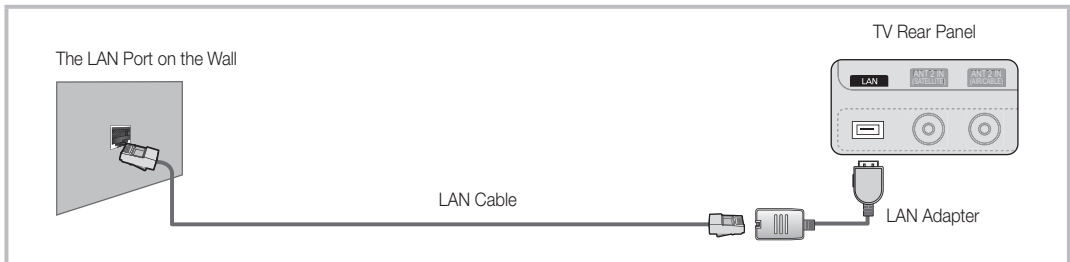 TV Rear Panel
The LAN Port on the Wall
LAN
ANT 2 IN
(SATELLITE)
ANT 2 IN
(AIR/CABLE)
LAN Cable
LAN Adapter